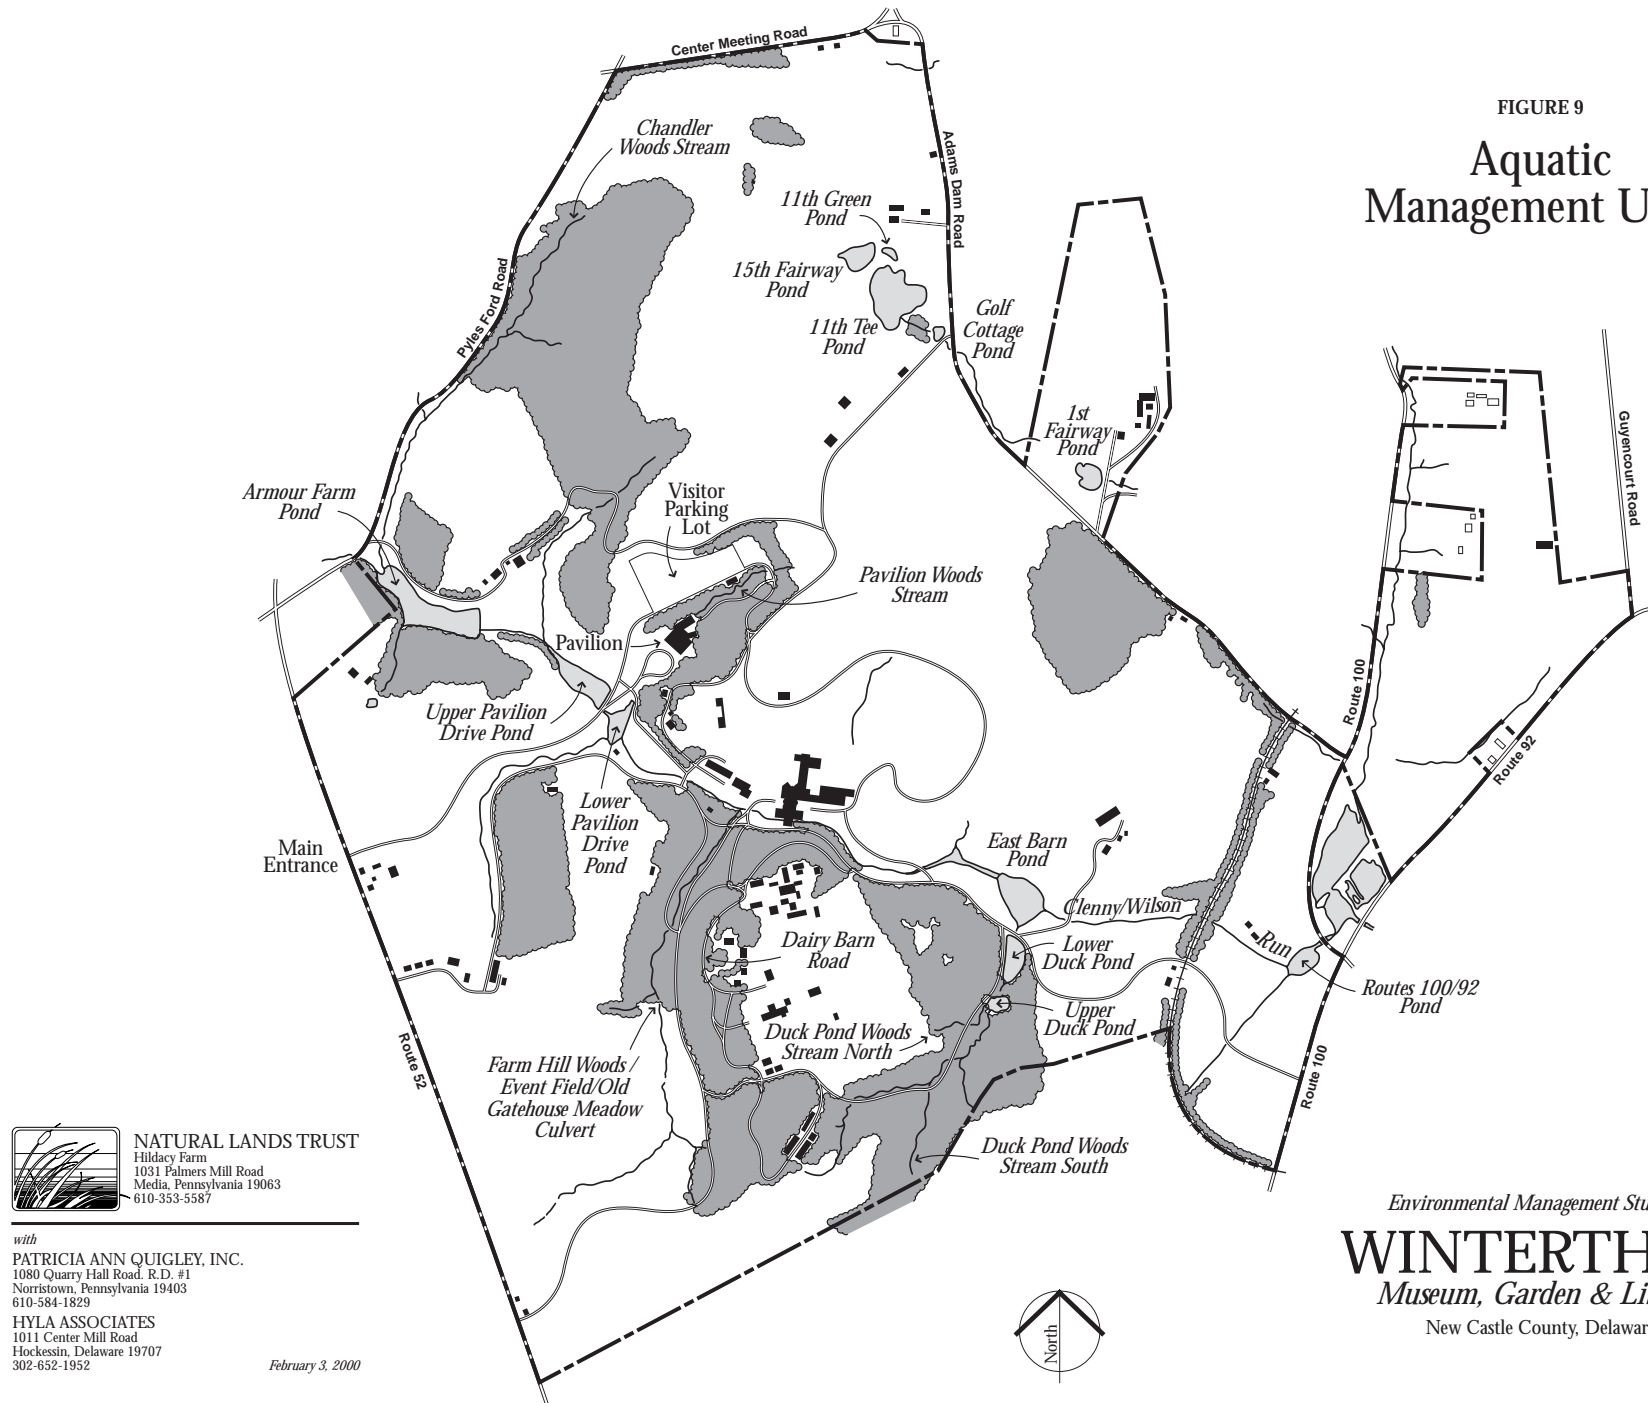 FIGURE 9
Aquatic
Management U
Center Meeting Road
Chandler
Woods Stream
Adams Dam Road
11th Green
Pond
15th Fairway
Pond
11th Tee
Pond
Golf
Cottage
Pond
Pyles Ford Road
1st
Fairway
Pond
Guyencourt Road
Armour Farm
Pond
Visitor
Parking
Lot
Pavilion Woods
Stream
Pavilion
Upper Pavilion
Drive Pond
Route 100
Route 92
Lower
Pavilion
Drive
Pond
Main
Entrance
East Barn
Pond
Clenny/Wilson
Run
Dairy Barn
Road
Lower
Duck Pond
Routes 100/92
Pond
Upper
Duck Pond
Duck Pond Woods
Stream North
Route 52
Farm Hill Woods /
Event Field/Old
Gatehouse Meadow
Culvert
Route 100
Duck Pond Woods
Stream South
NATURAL LANDS TRUST
Hildacy Farm
1031 Palmers Mill Road
Media, Pennsylvania 19063
610-353-5587
with
PATRICIA ANN QUIGLEY, INC.
1080 Quarry Hall Road. R.D. #1
Norristown, Pennsylvania 19403
610-584-1829
HYLA ASSOCIATES
1011 Center Mill Road
Hockessin, Delaware 19707
302-652-1952
February 3, 2000
North
Environmental Management Stu
WINTERTH
Museum, Garden & Li
New Castle County, Delawar